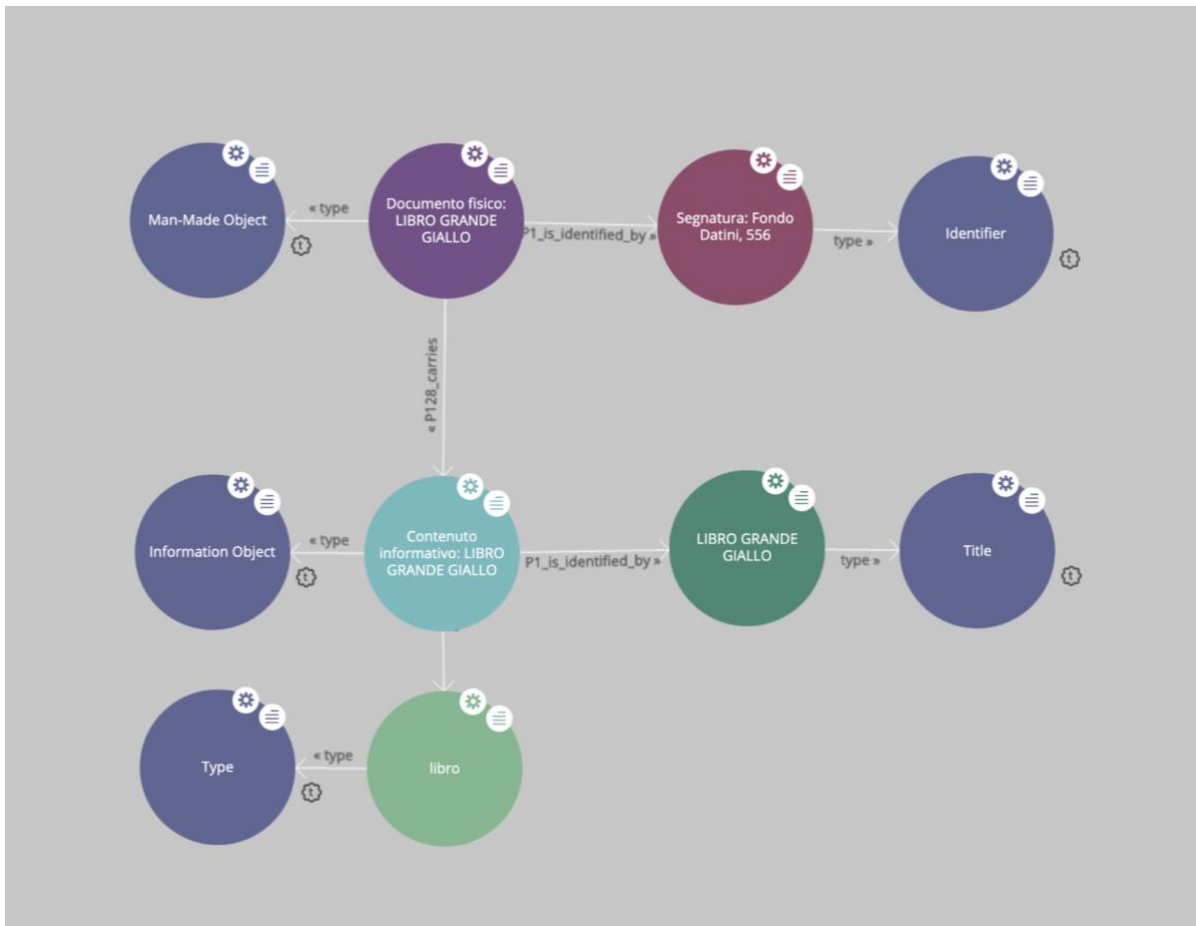 Man-Made Object
« type
Documento fisico:
LIBRO GRANDE
GIALLO
P1_is_identified_by »
Segnatura: Fondo
Datini, 556
type »
Identifier
t
t
« P128_carries
Information Object
« type
Contenuto
informativo: LIBRO
GRANDE GIALLO
P1_is_identified_by »
LIBRO GRANDE
GIALLO
type »
Title
t
t
Type
« type
libro
t